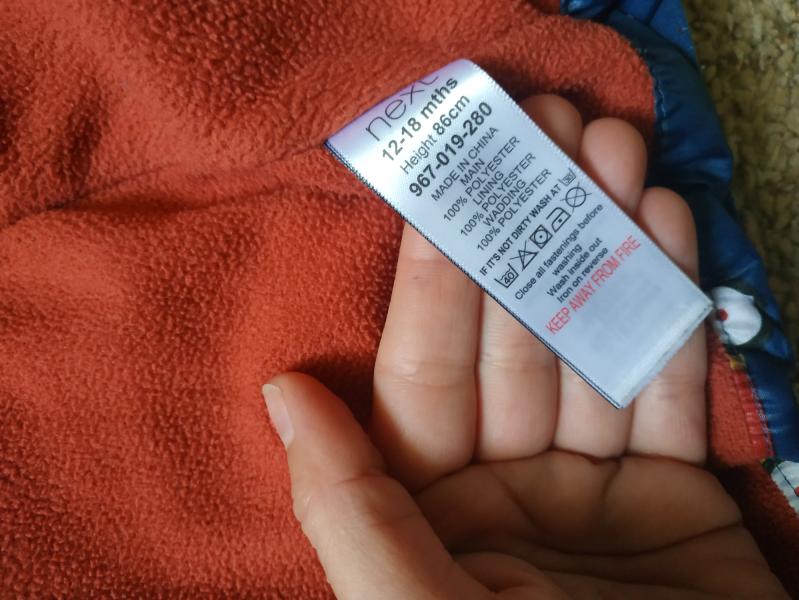 next
12-18 mths
Height 86cm
967-019-280
MADE IN CHINA
MAIN
100% POLYESTER
LINING
100% POLYESTER
WADDING
100% POLYESTER
IF IT'S NOT DIRTY WASH AT 30
40
Close all fastenings before
washing
Wash inside out
Iron on reverse
KEEP AWAY FROM FIRE